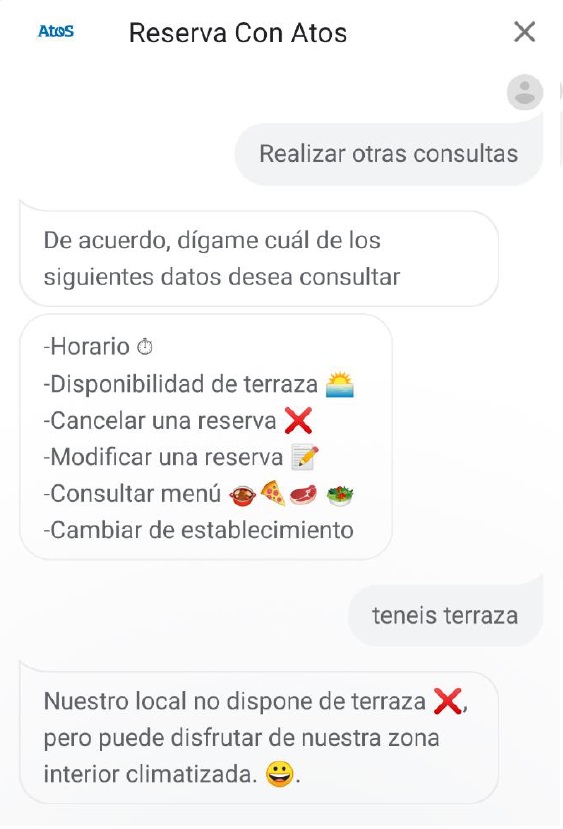 Atos
Reserva Con Atos
Realizar otras consultas
De acuerdo, dígame cuál de los
siguientes datos desea consultar
-Horario ⏱
-Disponibilidad de terraza 🌅
-Cancelar una reserva ❌
-Modificar una reserva 📝
-Consultar menú 🍲🍕🥩🥗
-Cambiar de establecimiento
teneis terraza
Nuestro local no dispone de terraza ❌,
pero puede disfrutar de nuestra zona
interior climatizada. 😀.